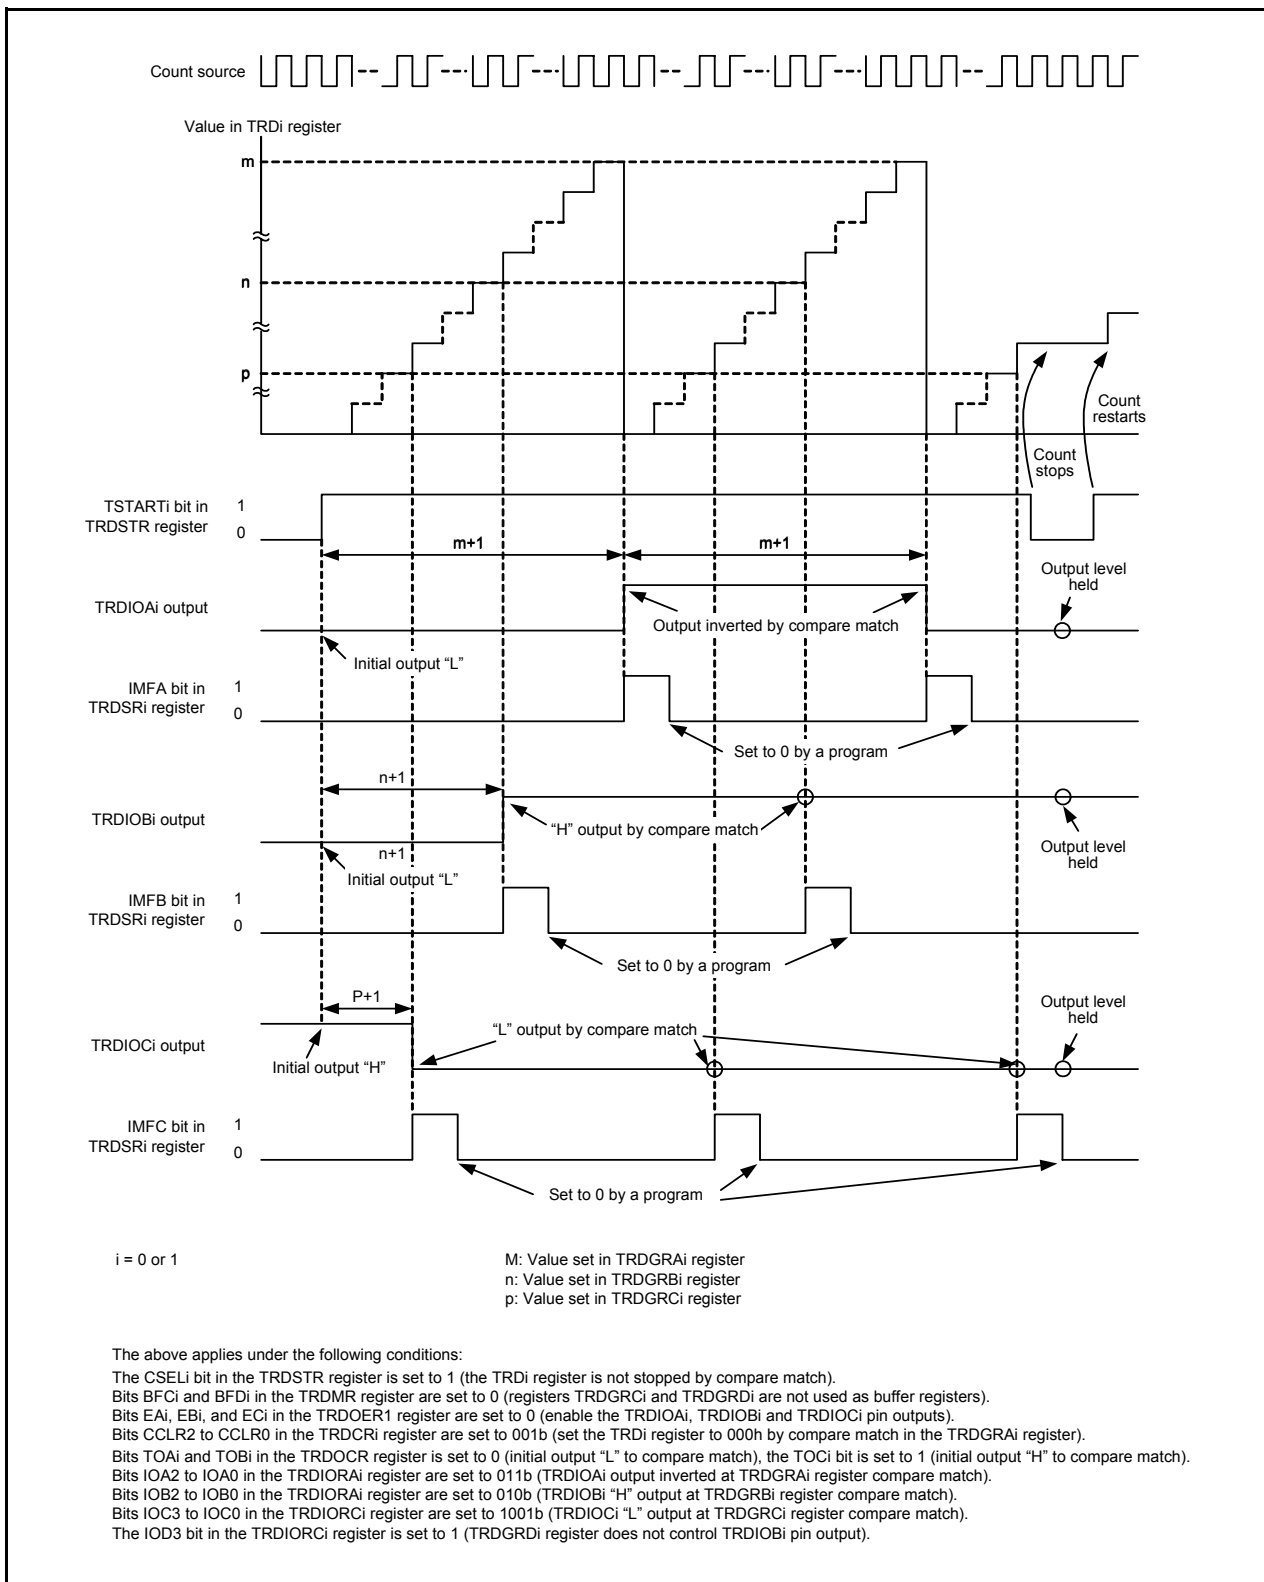 Count source
Value in TRDi register
m
n
p
Count
restarts
Count
stops
TSTARTi bit in
TRDSTR register
1
0
m+1
m+1
Output level
held
TRDIOAi output
Output inverted by compare match
Initial output “L”
IMFA bit in
TRDSRi register
1
0
Set to 0 by a program
n+1
TRDIOBi output
“H” output by compare match
n+1
Initial output “L”
Output level
held
IMFB bit in
TRDSRi register
1
0
Set to 0 by a program
P+1
Output level
held
TRDIOCi output
“L” output by compare match
Initial output “H”
IMFC bit in
TRDSRi register
1
0
Set to 0 by a program
i = 0 or 1
M: Value set in TRDGRAi register
n: Value set in TRDGRBi register
p: Value set in TRDGRCi register
The above applies under the following conditions:
The CSELi bit in the TRDSTR register is set to 1 (the TRDi register is not stopped by compare match).
Bits BFCi and BFDi in the TRDMR register are set to 0 (registers TRDGRCi and TRDGRDi are not used as buffer registers).
Bits EAi, EBi, and ECi in the TRDOER1 register are set to 0 (enable the TRDIOAi, TRDIOBi and TRDIOCi pin outputs).
Bits CCLR2 to CCLR0 in the TRDCRi register are set to 001b (set the TRDi register to 000h by compare match in the TRDGRAi register).
Bits TOAi and TOBi in the TRDOCR register is set to 0 (initial output “L” to compare match), the TOCi bit is set to 1 (initial output “H” to compare match).
Bits IOA2 to IOA0 in the TRDIORAi register are set to 011b (TRDIOAi output inverted at TRDGRAi register compare match).
Bits IOB2 to IOB0 in the TRDIORAi register are set to 010b (TRDIOBi “H” output at TRDGRBi register compare match).
Bits IOC3 to IOC0 in the TRDIORCi register are set to 1001b (TRDIOCi “L” output at TRDGRCi register compare match).
The IOD3 bit in the TRDIORCi register is set to 1 (TRDGRDi register does not control TRDIOBi pin output).